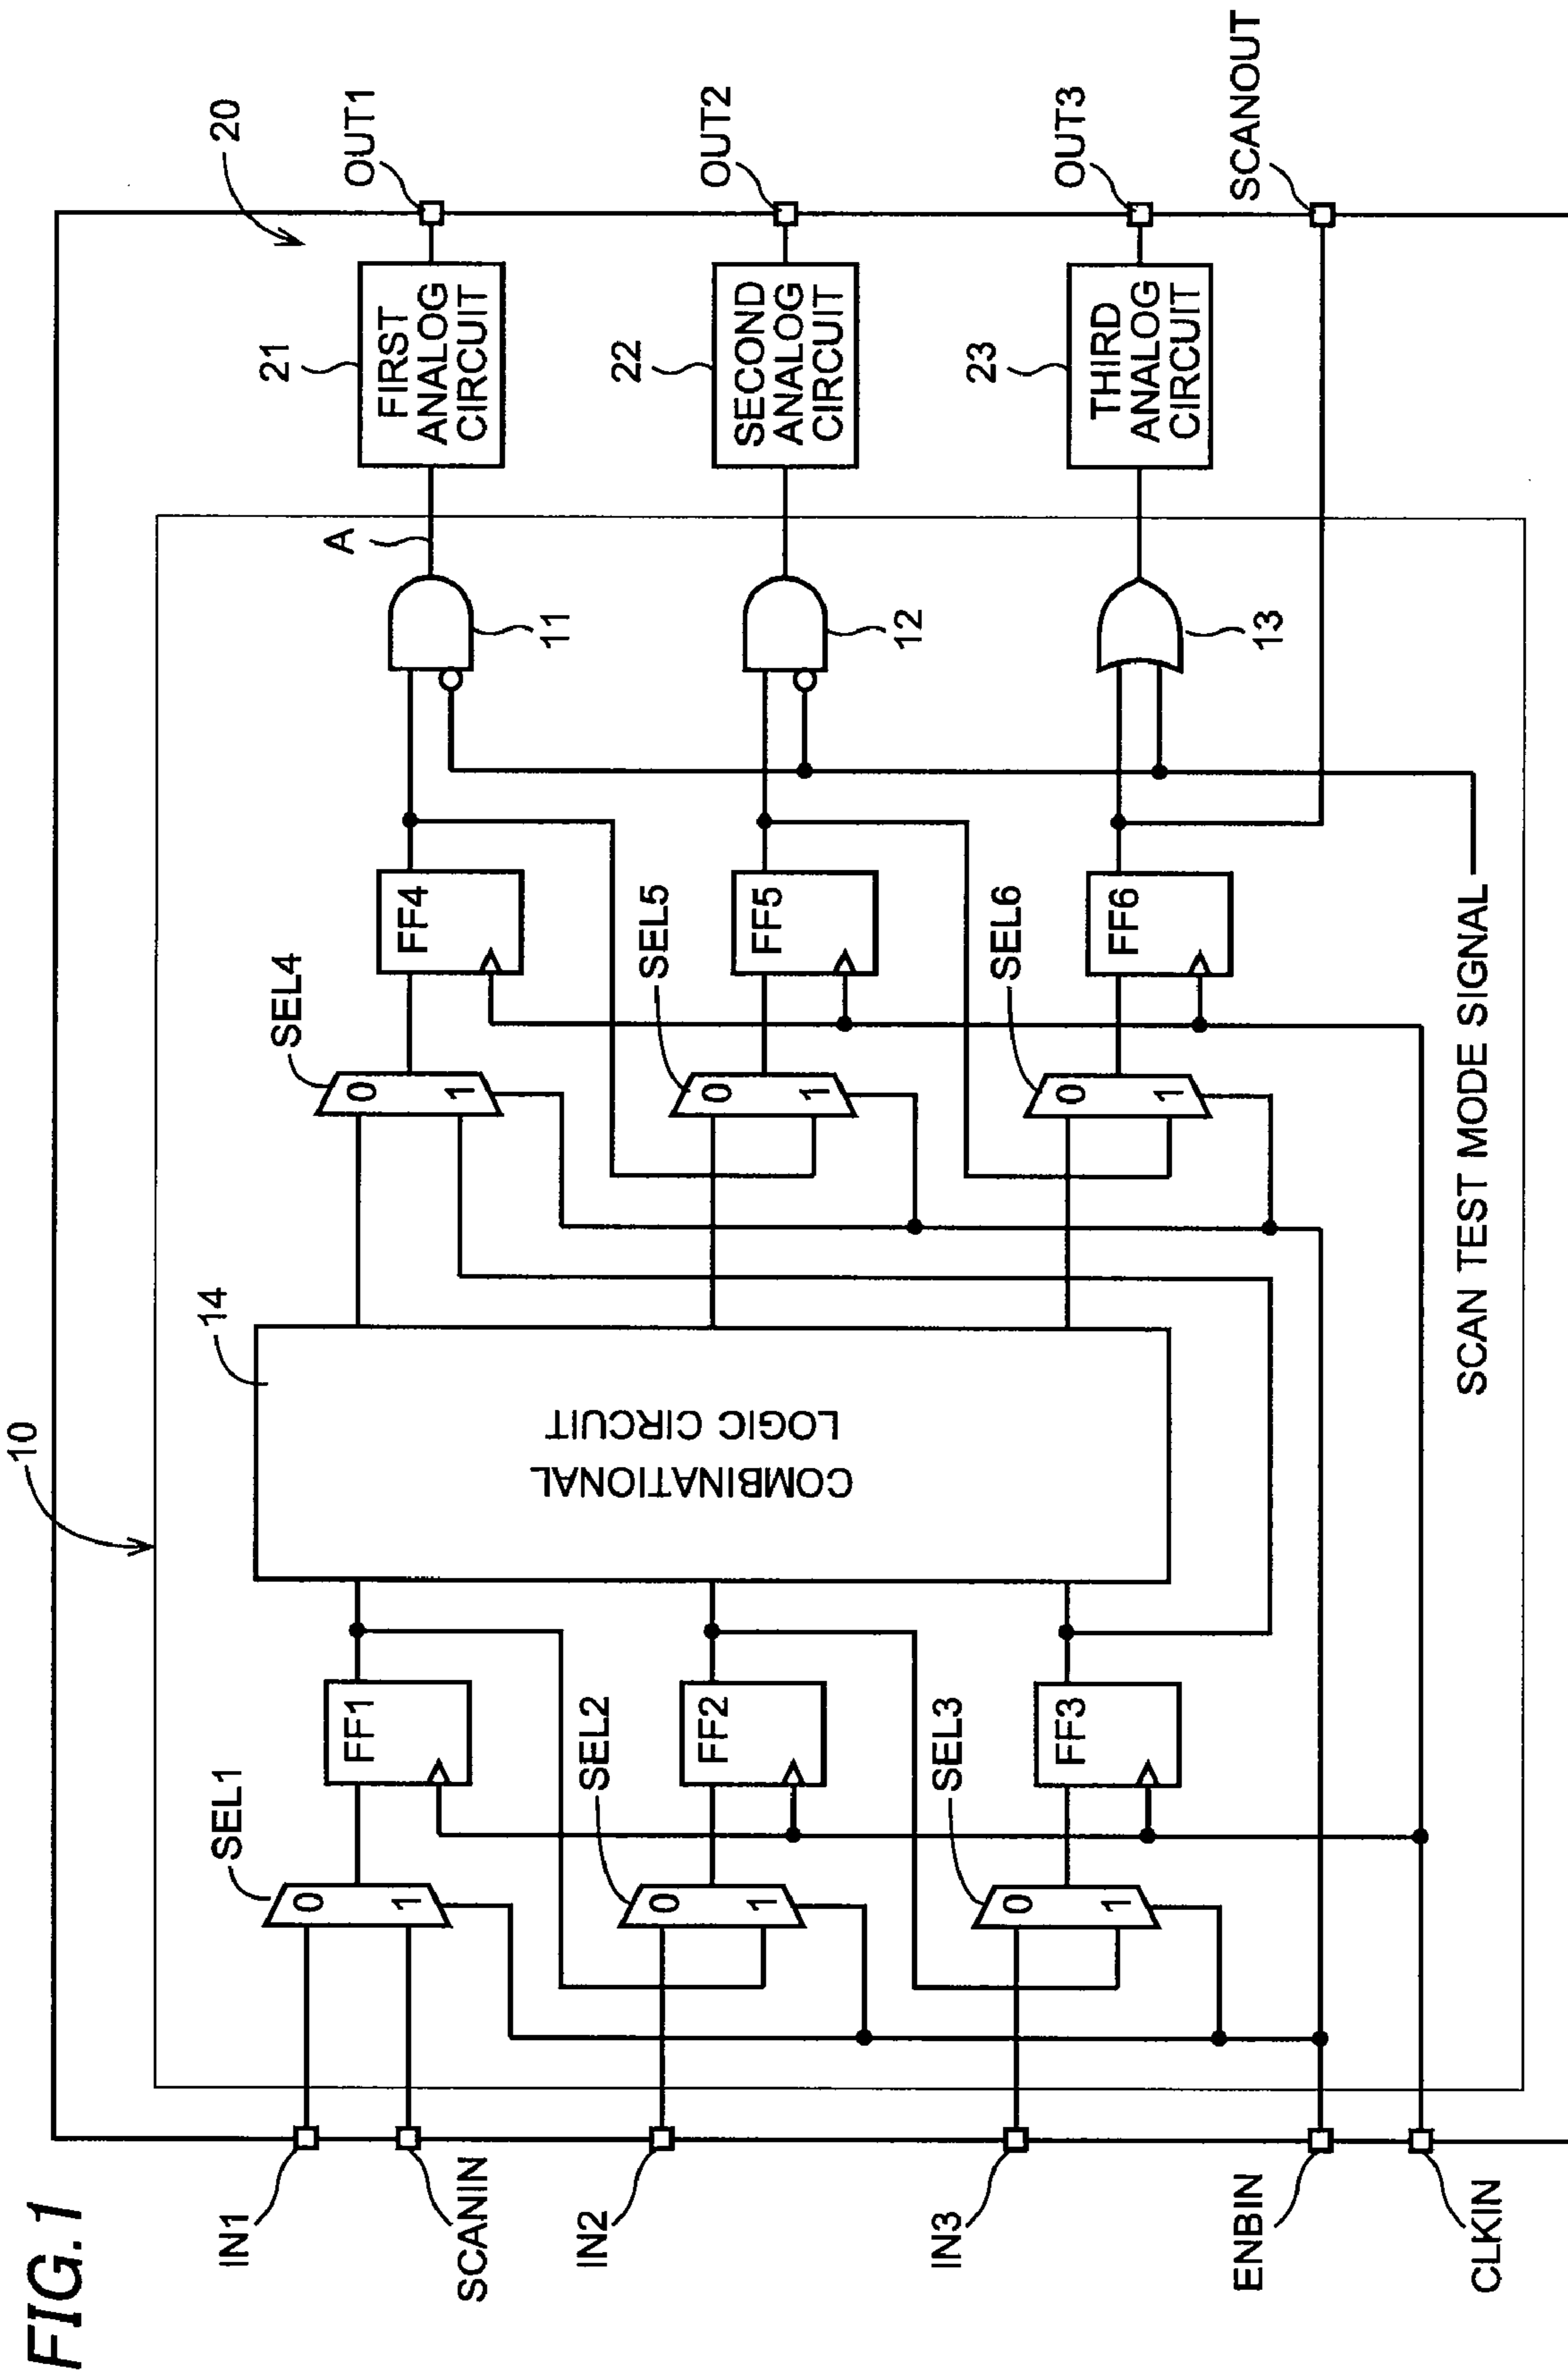 FIG.1
10
20
IN1
SCANIN
IN2
IN3
ENBIN
CLKIN
SEL1
0
1
FF1
SEL2
0
1
FF2
SEL3
0
1
FF3
14
COMBINATIONAL
LOGIC CIRCUIT
SEL4
0
1
FF4
SEL5
0
1
FF5
SEL6
0
1
FF6
SCAN TEST MODE SIGNAL
11
A
12
13
21
FIRST
ANALOG
CIRCUIT
22
SECOND
ANALOG
CIRCUIT
23
THIRD
ANALOG
CIRCUIT
OUT1
OUT2
OUT3
SCANOUT